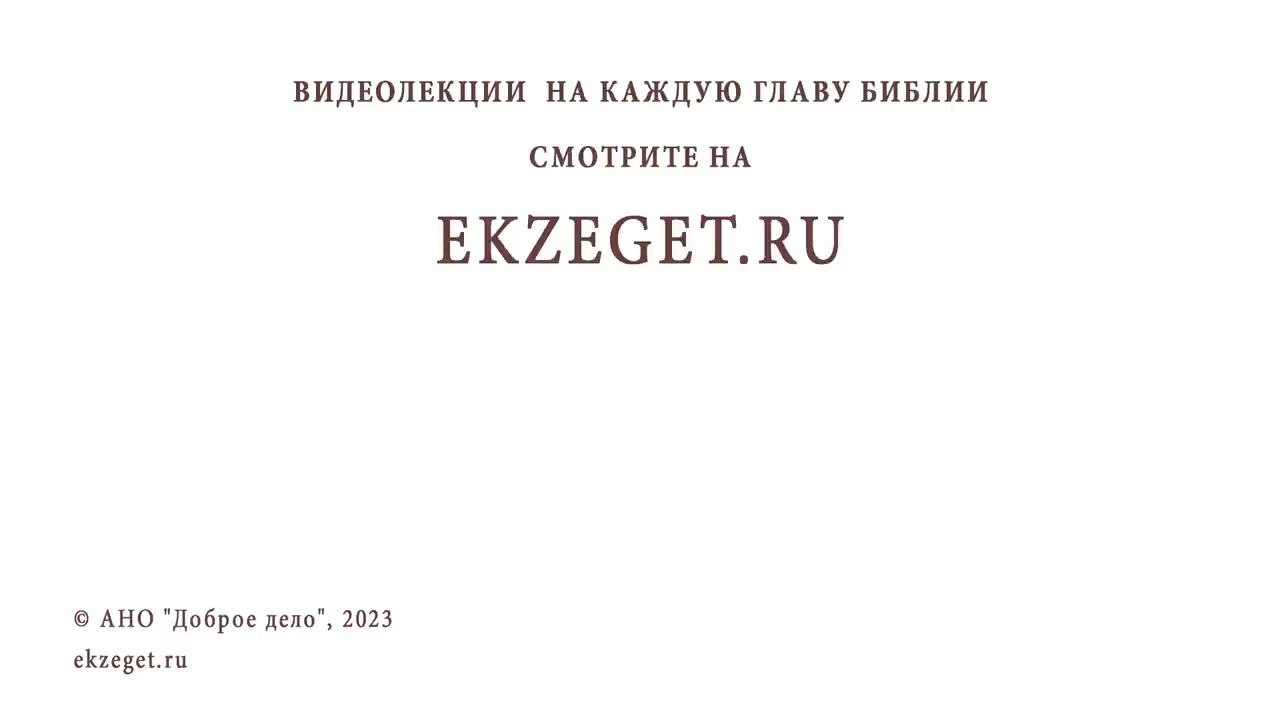 ВИДЕОЛЕКЦИИ НА КАЖДУЮ ГЛАВУ БИБЛИИ
СМОТРИТЕ НА
EKZEGET.RU
© АНО "Доброе дело", 2023
ekzeget.ru